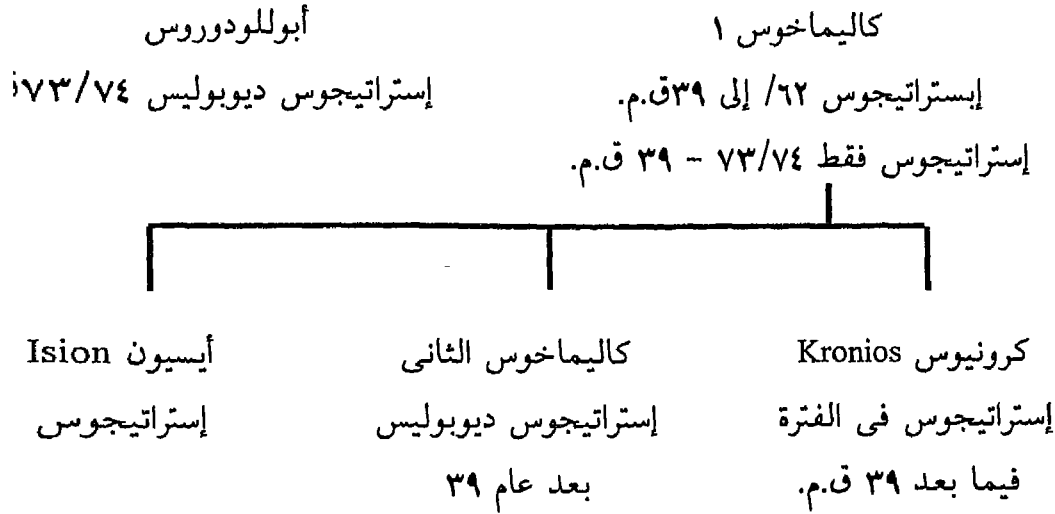 كاليماخوس ١
إبستراتيجوس ٦٢/ إلى ٣٩ق.م.
إستراتيجوس فقط ٧٣/٧٤ - ٣٩ ق.م.
أبوللودوروس
إستراتيجوس ديوبوليس ٧٣/٧٤ق
كرونيوس Kronios
إستراتيجوس فى الفترة
فيما بعد ٣٩ ق.م.
كاليماخوس الثانى
إستراتيجوس ديوبوليس
بعد عام ٣٩
أيسيون Ision
إستراتيجوس